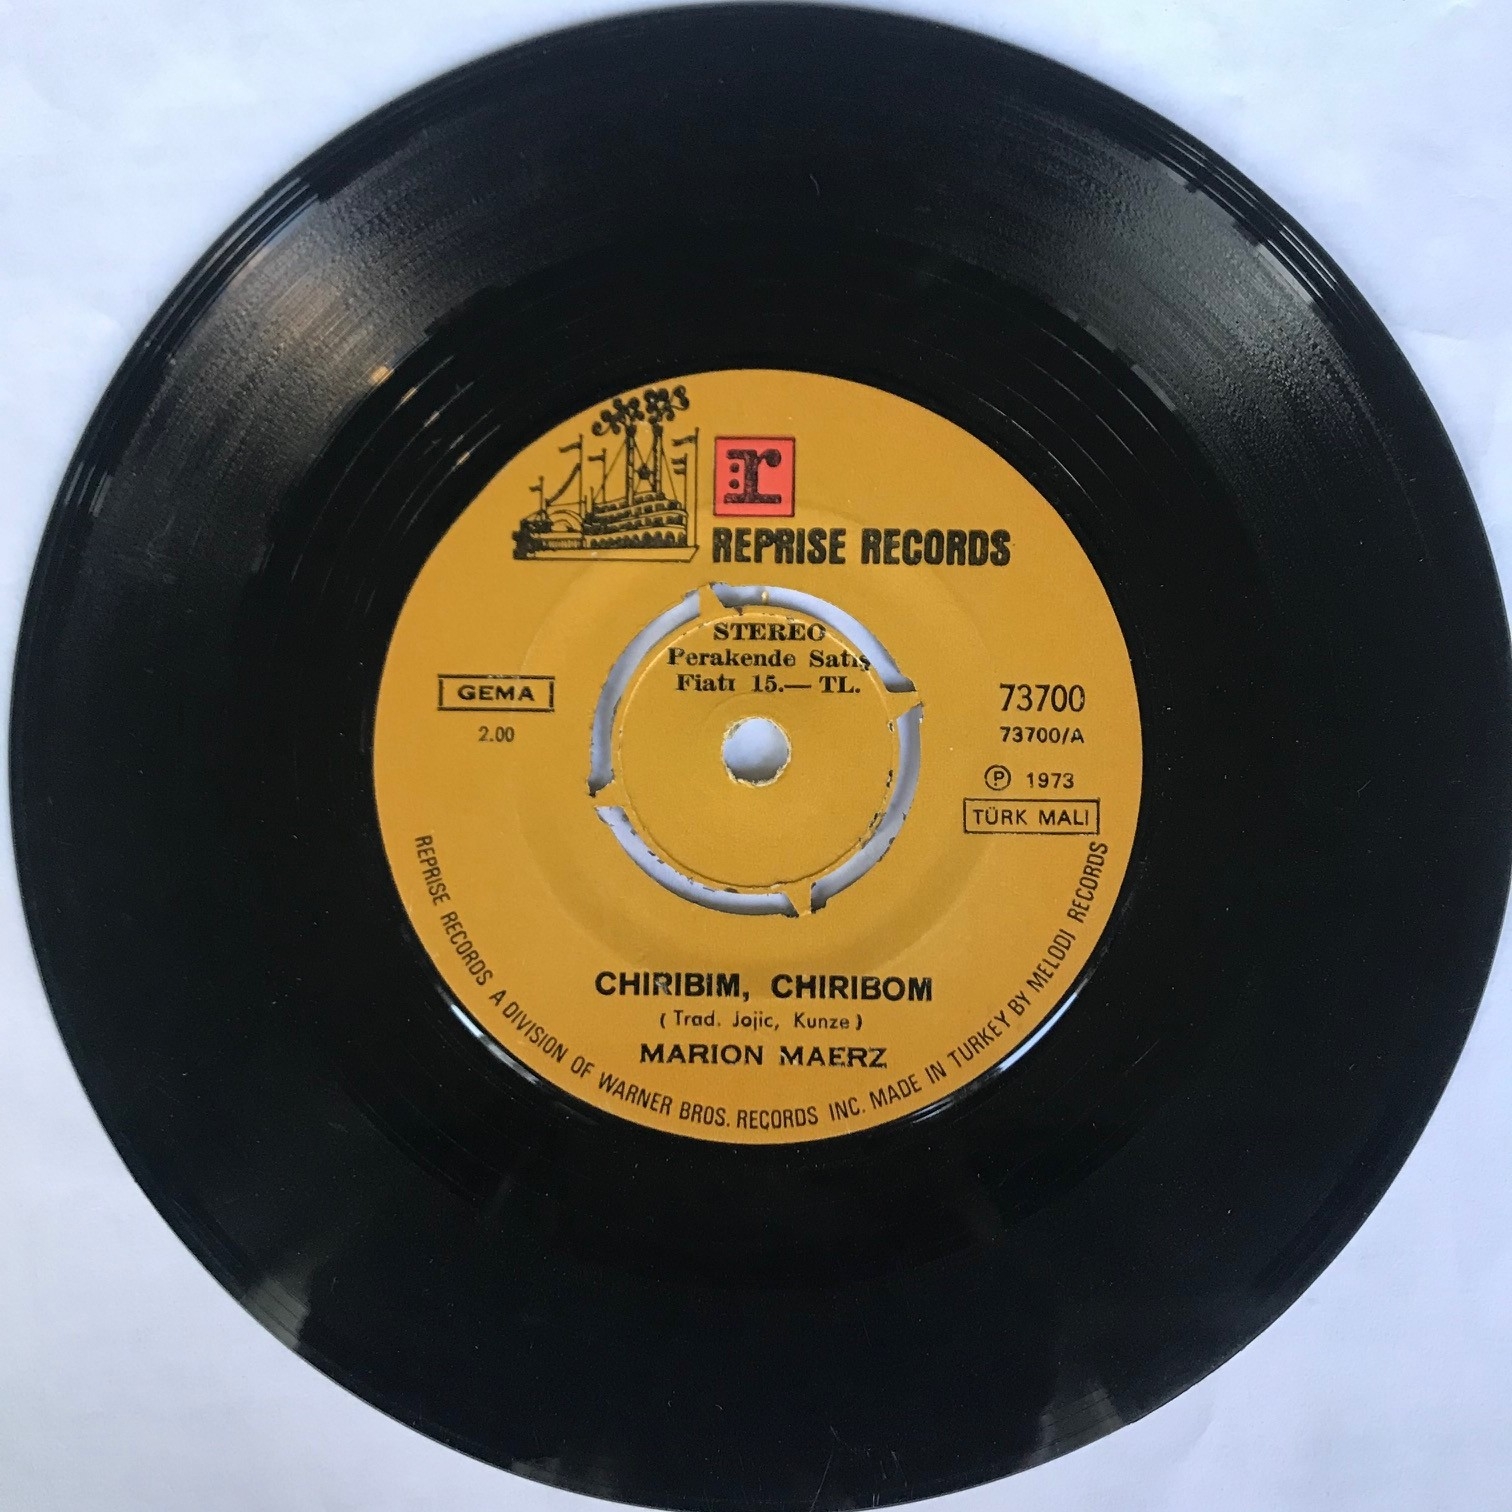 :r
REPRISE RECORDS
STEREO
Perakende Satış
Fiatı 15.— TL.
GEMA
2.00
73700
73700/A
Ⓟ 1973
TÜRK MALI
CHIRIBIM, CHIRIBOM
( Trad. Jojic, Kunze )
MARION MAERZ
REPRISE RECORDS A DIVISION OF WARNER BROS. RECORDS INC. MADE IN TURKEY BY MELODI RECORDS